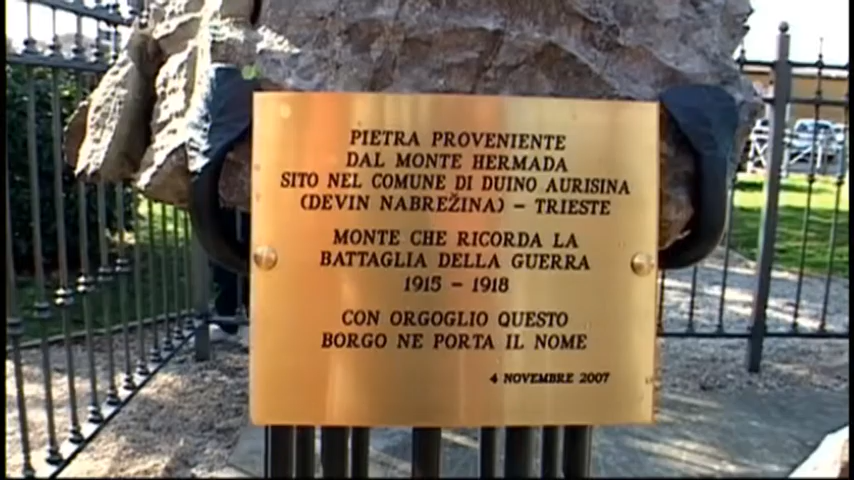 PIETRA PROVENIENTE
DAL MONTE HERMADA
SITO NEL COMUNE DI DUINO AURISINA
(DEVIN NABREŽINA) – TRIESTE
MONTE CHE RICORDA LA
BATTAGLIA DELLA GUERRA
1915 – 1918
CON ORGOGLIO QUESTO
BORGO NE PORTA IL NOME
4 NOVEMBRE 2007